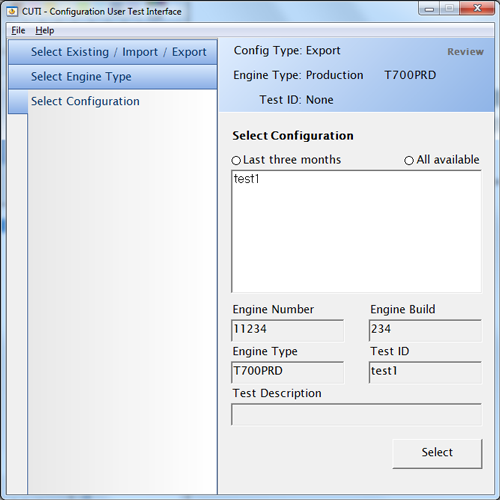 CUTI - Configuration User Test Interface
File Help
Select Existing / Import / Export
Select Engine Type
Select Configuration
Config Type: Export Review
Engine Type: Production T700PRD
Test ID: None
Select Configuration
Last three months All available
test1
Engine Number Engine Build
11234 234
Engine Type Test ID
T700PRD test1
Test Description
Select